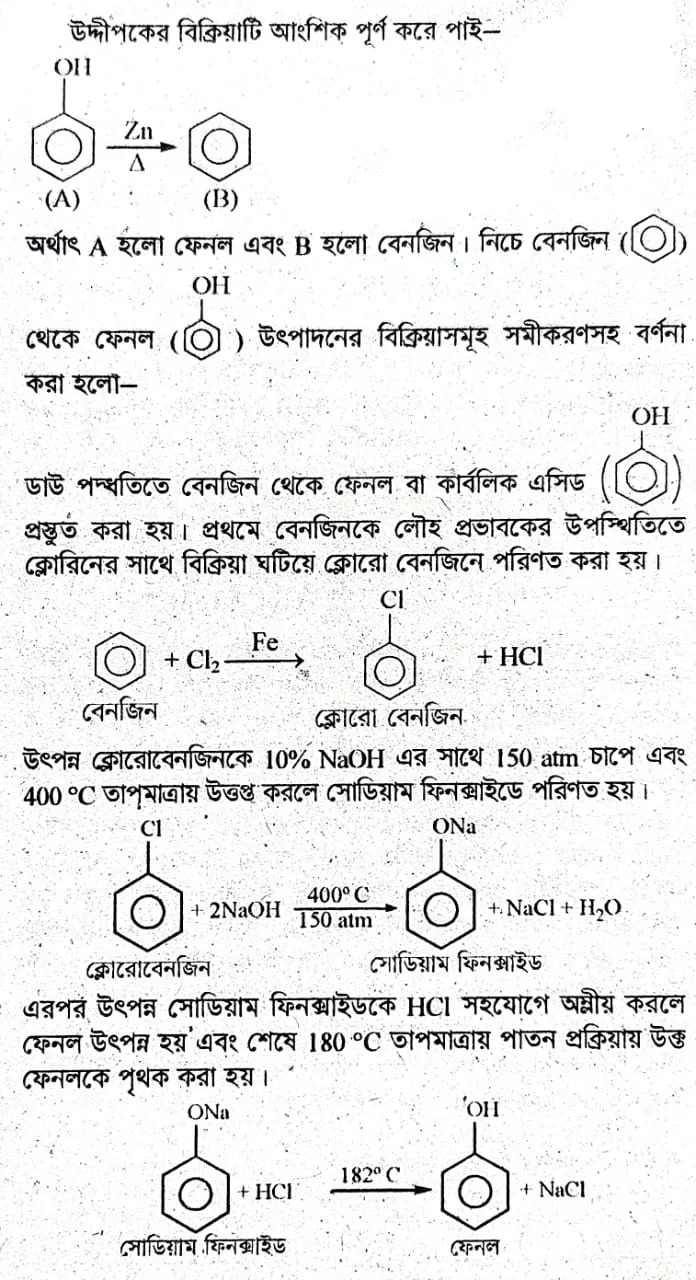 উদ্দীপকের বিক্রিয়াটি আংশিক পূর্ণ করে পাই–
OH
Zn
Δ
(A) (B)
অর্থাৎ A হলো ফেনল এবং B হলো বেনজিন। নিচে বেনজিন ( )
OH
থেকে ফেনল ( ) উৎপাদনের বিক্রিয়াসমূহ সমীকরণসহ বর্ণনা
করা হলো–
OH
ডাউ পদ্ধতিতে বেনজিন থেকে ফেনল বা কার্বলিক এসিড ( )
প্রস্তুত করা হয়। প্রথমে বেনজিনকে লৌহ প্রভাবকের উপস্থিতিতে
ক্লোরিনের সাথে বিক্রিয়া ঘটিয়ে ক্লোরো বেনজিনে পরিণত করা হয়।
Cl
+ Cl₂ Fe + HCl
বেনজিন ক্লোরো বেনজিন
উৎপন্ন ক্লোরোবেনজিনকে 10% NaOH এর সাথে 150 atm চাপে এবং
400 °C তাপমাত্রায় উত্তপ্ত করলে সোডিয়াম ফিনক্সাইডে পরিণত হয়।
Cl ONa
+ 2NaOH 400° C 150 atm + NaCl + H₂O
ক্লোরোবেনজিন সোডিয়াম ফিনক্সাইড
এরপর উৎপন্ন সোডিয়াম ফিনক্সাইডকে HCl সহযোগে অম্লীয় করলে
ফেনল উৎপন্ন হয় এবং শেষে 180 °C তাপমাত্রায় পাতন প্রক্রিয়ায় উক্ত
ফেনলকে পৃথক করা হয়।
ONa OH
+ HCl 182° C + NaCl
সোডিয়াম ফিনক্সাইড ফেনল